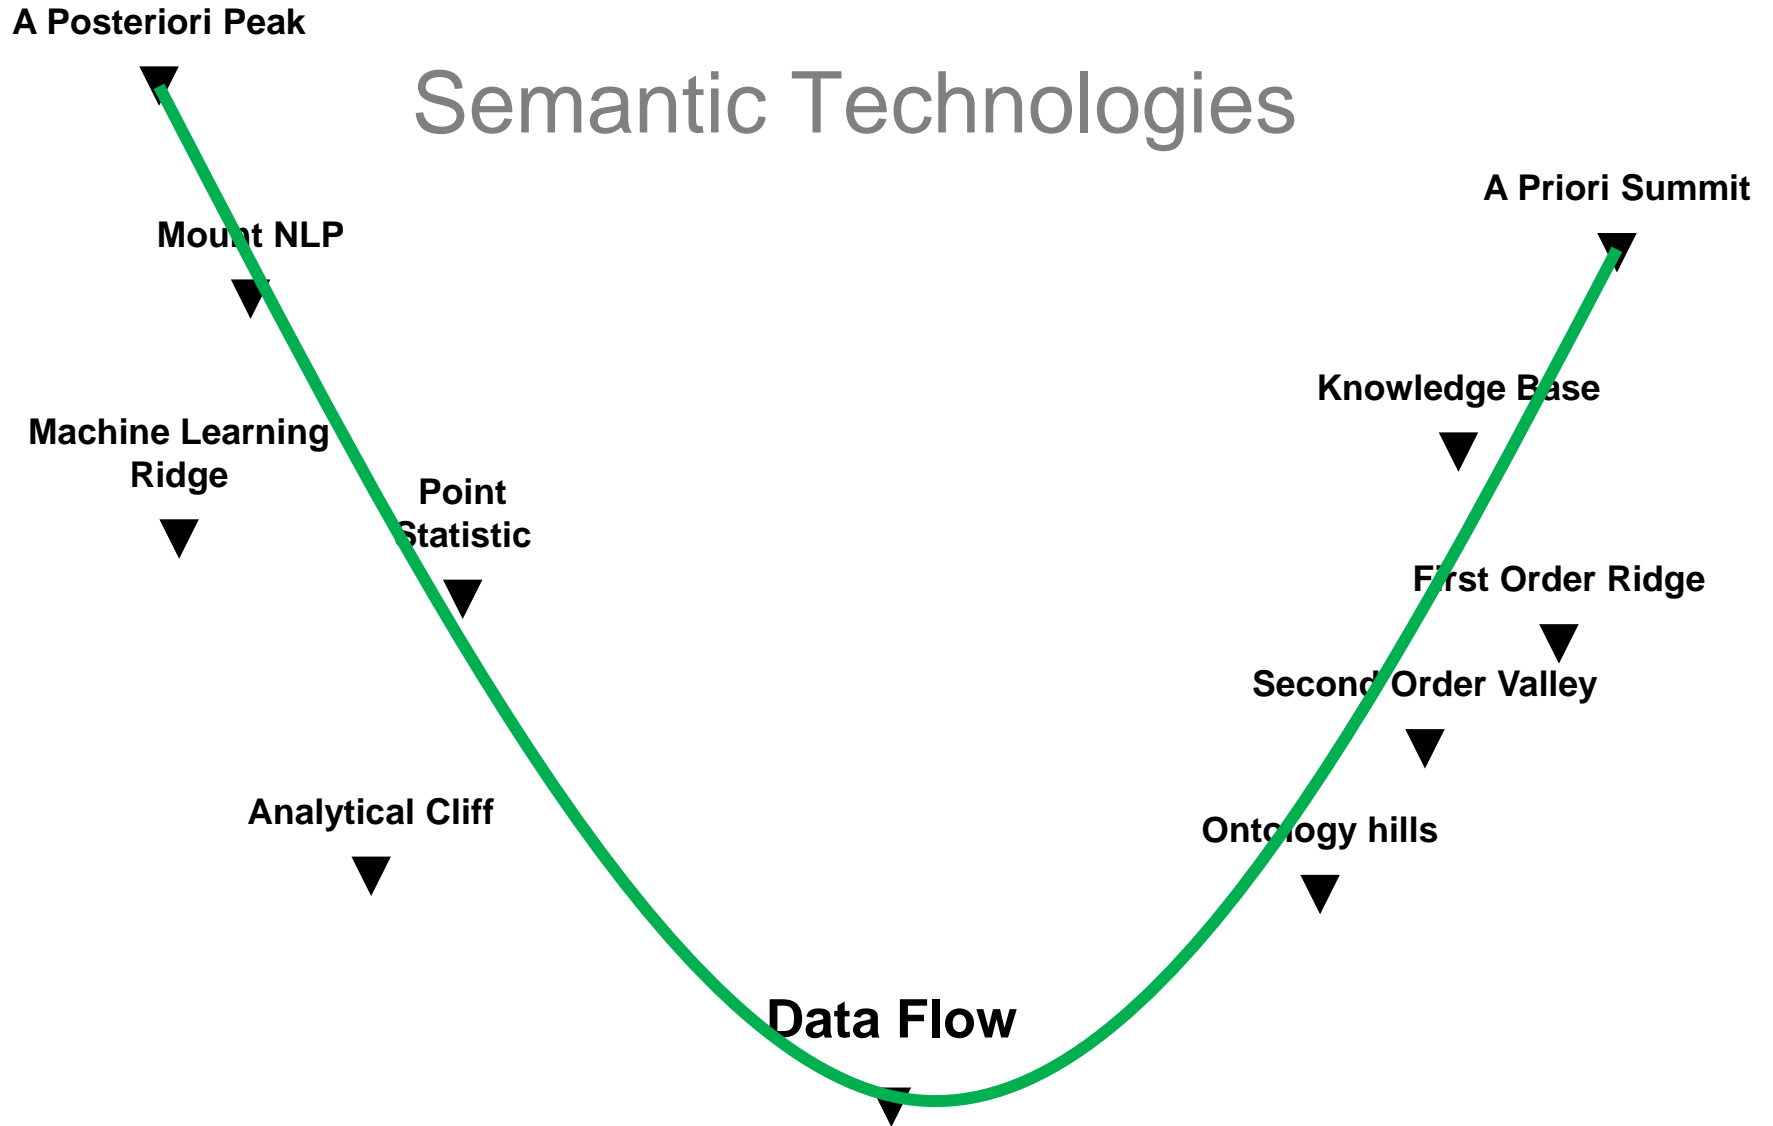 A Posteriori Peak
Semantic Technologies
A Priori Summit
Mount NLP
Knowledge Base
Machine Learning
Ridge
Point
Statistic
First Order Ridge
Second Order Valley
Analytical Cliff
Ontology hills
Data Flow